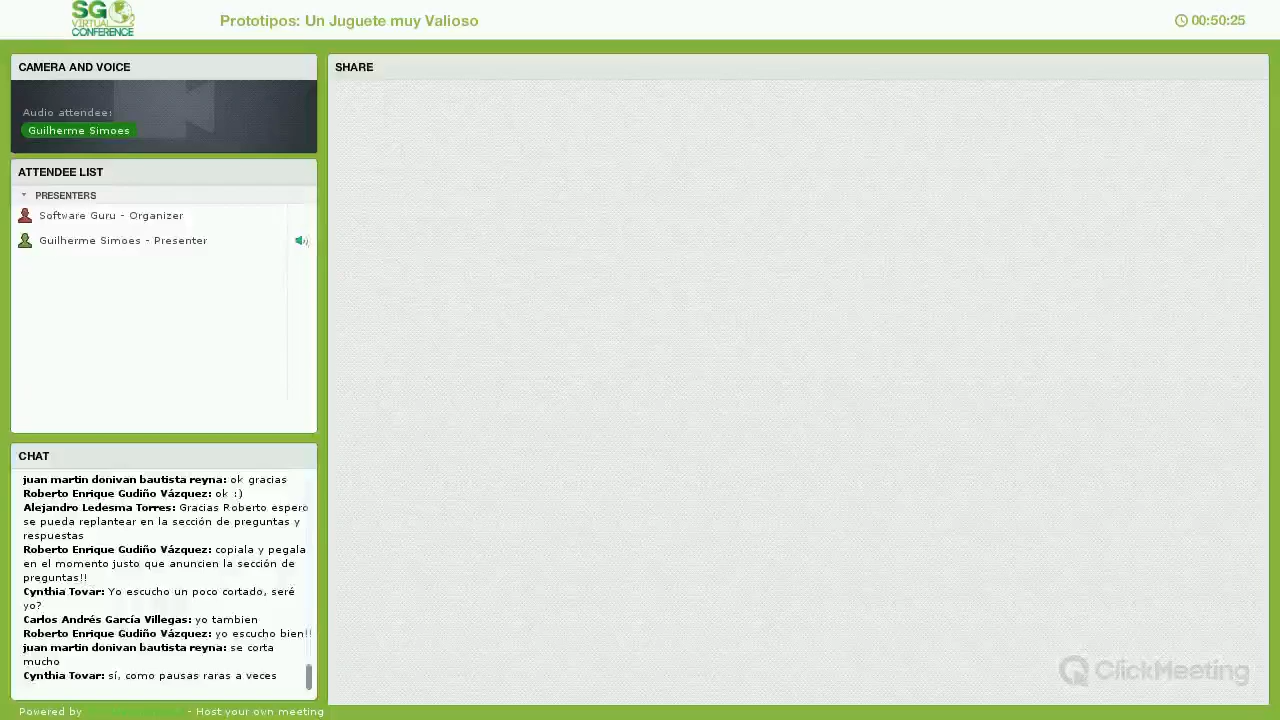 SG
VIRTUAL
CONFERENCE
Prototipos: Un Juguete muy Valioso
00:50:25
CAMERA AND VOICE
Audio attendee:
Guilherme Simoes
ATTENDEE LIST
PRESENTERS
Software Guru - Organizer
Guilherme Simoes - Presenter
CHAT
juan martin donivan bautista reyna: ok gracias
Roberto Enrique Gudiño Vázquez: ok :)
Alejandro Ledesma Torres: Gracias Roberto espero
se pueda replantear en la sección de preguntas y
respuestas
Roberto Enrique Gudiño Vázquez: copiala y pegala
en el momento justo que anuncien la sección de
preguntas!!
Cynthia Tovar: Yo escucho un poco cortado, seré
yo?
Carlos Andrés García Villegas: yo tambien
Roberto Enrique Gudiño Vázquez: yo escucho bien!!
juan martin donivan bautista reyna: se corta
mucho
Cynthia Tovar: sí, como pausas raras a veces
Powered by - Host your own meeting
SHARE
ClickMeeting